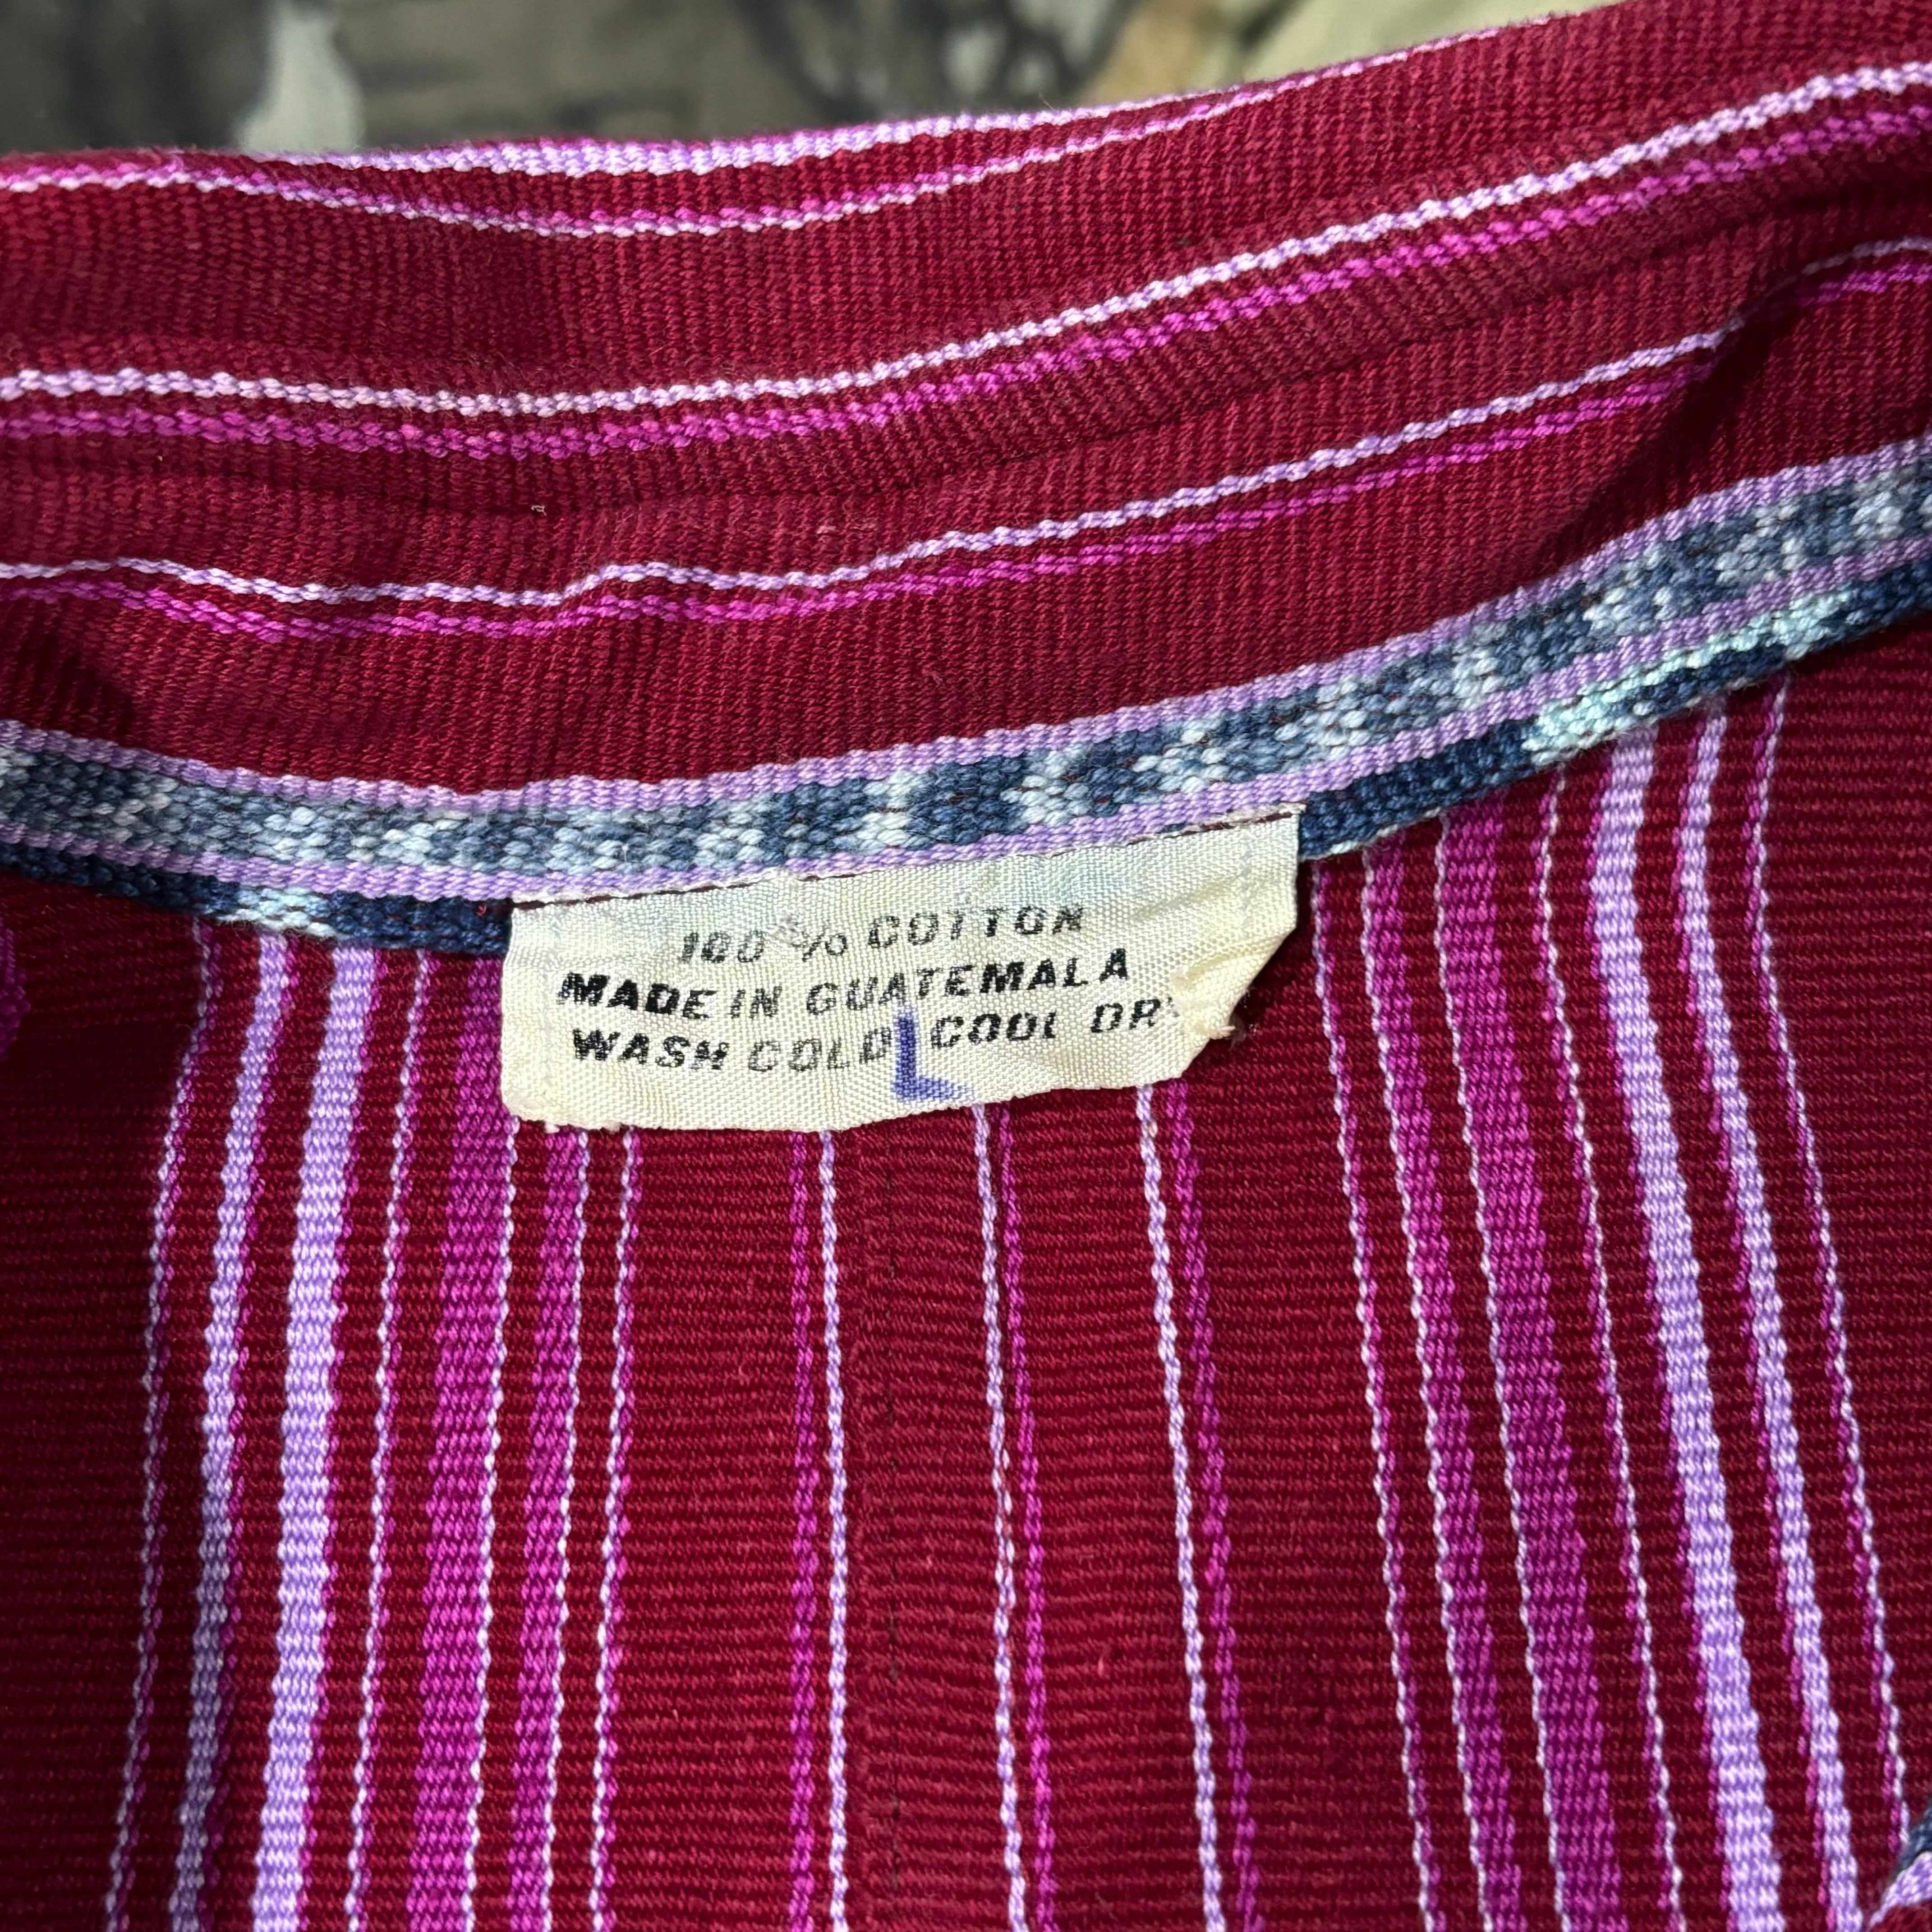 100% COTTON
MADE IN GUATEMALA
WASH COLD COOL DRY
L